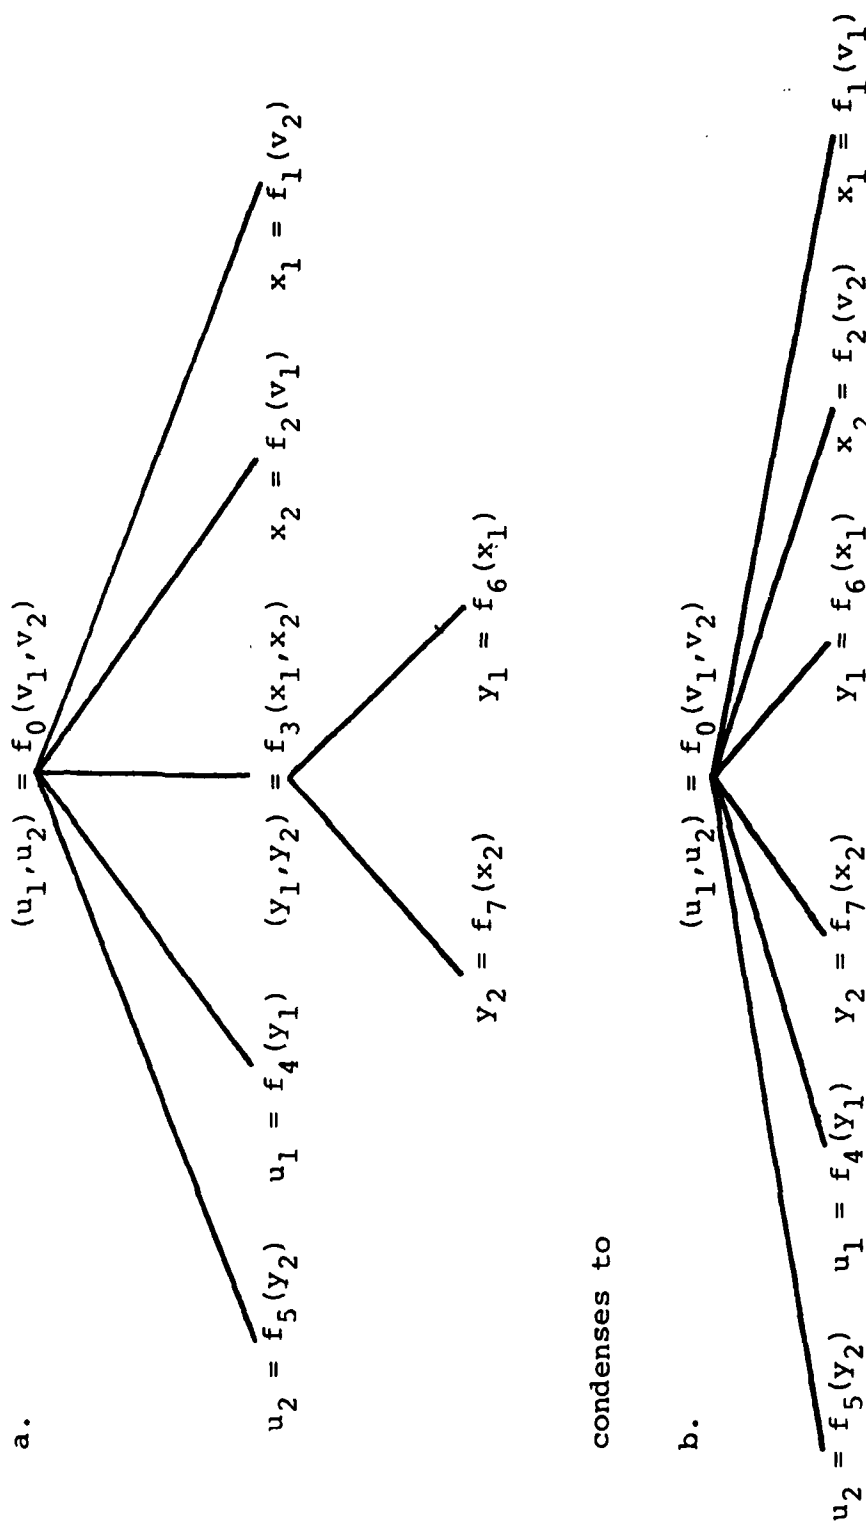 a.
(u₁,u₂) = f₀(v₁,v₂)
u₂ = f₅(y₂) u₁ = f₄(y₁) (y₁,y₂) = f₃(x₁,x₂) x₂ = f₂(v₁) x₁ = f₁(v₂)
y₂ = f₇(x₂) y₁ = f₆(x₁)
condenses to
b.
(u₁,u₂) = f₀(v₁,v₂)
u₂ = f₅(y₂) u₁ = f₄(y₁) y₂ = f₇(x₂) y₁ = f₆(x₁) x₂ = f₂(v₂) x₁ = f₁(v₁)